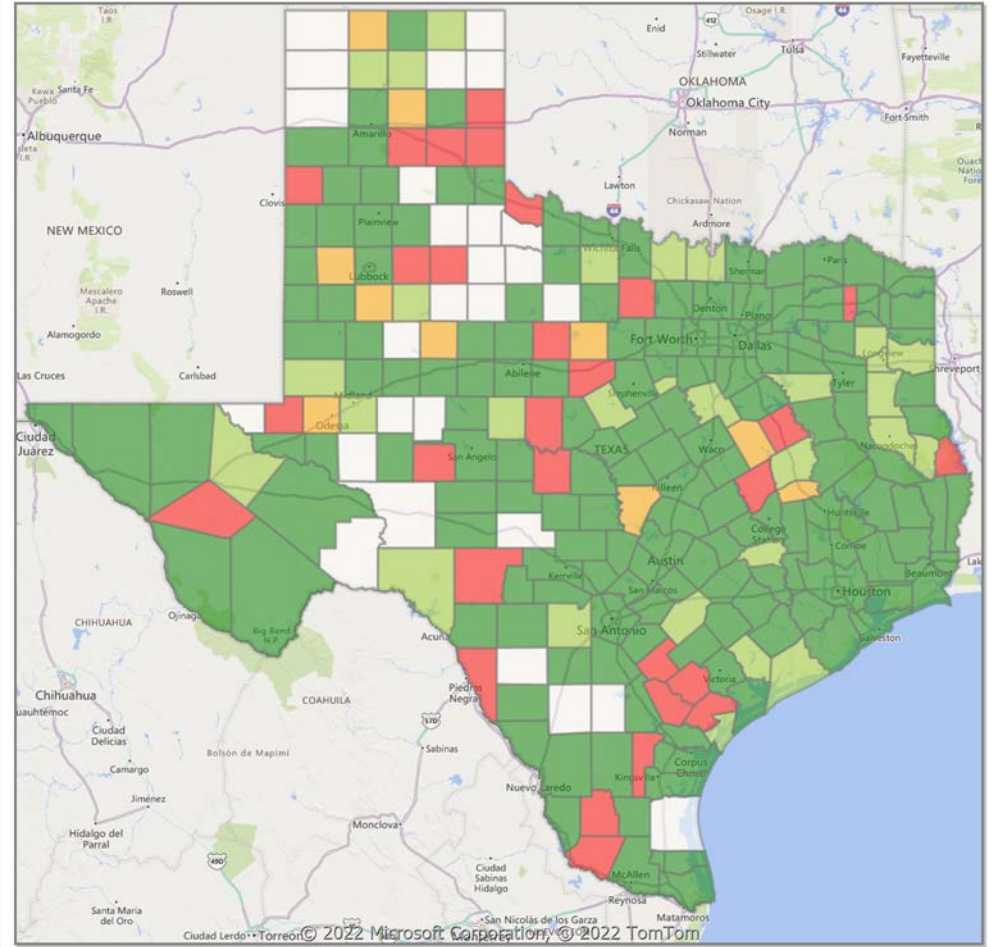 Taos
I.R.
Osage I.R.
44
412
Enid
Tulsa
Stillwater
Fayetteville
OKLAHOMA
Kewa
Pueblo
Santa Fe
Oklahoma City
Fort Smith
Albuquerque
Amarillo
Norman
I.R.
Lawton
Chickasaw Nation
Clovis
44
Ardmore
NEW MEXICO
Plainview
Wichita Falls
Paris
Sherman
Lubbock
Mescalero
Apache
I.R.
Roswell
Denton
Plano
Alamogordo
Fort Worth
Dallas
Longview
Las Cruces
Carlsbad
Abilene
Tyler
Shreveport
Stephenville
Midland
Odessa
Ciudad
Juárez
TEXAS
Waco
Nacogdoches
San Angelo
Killeen
Huntsville
College
Station
Conroe
Austin
Beaumont
Kerrville
San Marcos
Houston
Ojinaga
CHIHUAHUA
Big Bend
N.P.
Acuña
San Antonio
Galveston
Chihuahua
Piedras
Negras
Victoria
COAHUILA
Ciudad
Delicias
57D
Bolsón de Mapimí
Sabinas
Camargo
Corpus
Christi
Kingsville
Nuevo Laredo
Jiménez
Hidalgo del
Parral
Monclova
49D
Ciudad
Sabinas
Hidalgo
McAllen
Reynosa
Santa Maria
del Oro
San Nicolás de los Garza
Matamoros
Ciudad Lerdo
Torreón
© 2022 Microsoft Corporation, © 2022 TomTom